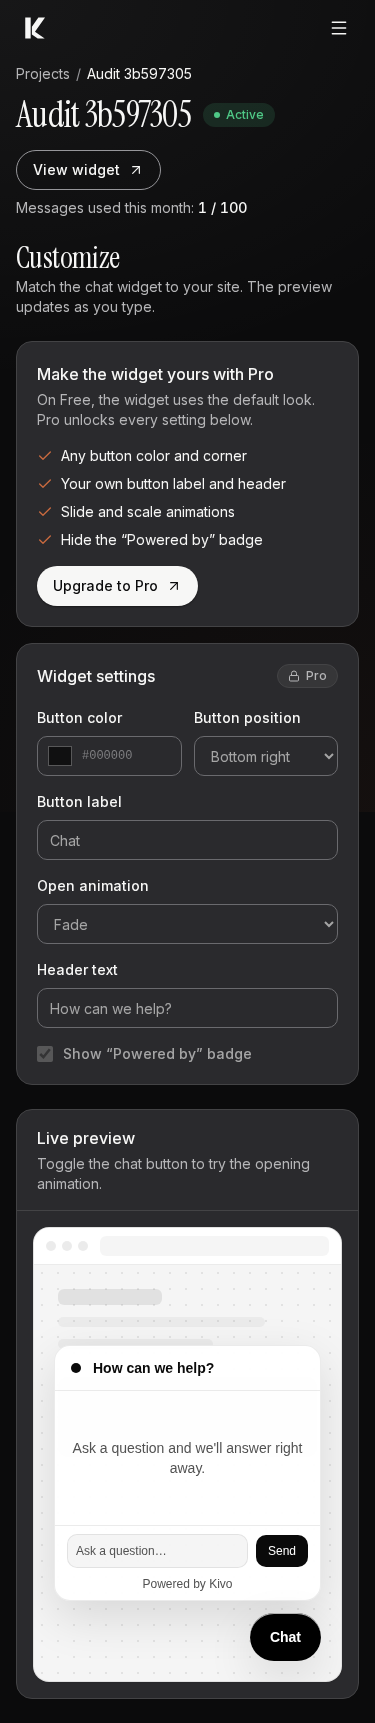 K
Projects / Audit 3b597305
Audit 3b597305 Active
View widget
Messages used this month: 1 / 100
Customize
Match the chat widget to your site. The preview
updates as you type.
Make the widget yours with Pro
On Free, the widget uses the default look.
Pro unlocks every setting below.
Any button color and corner
Your own button label and header
Slide and scale animations
Hide the “Powered by” badge
Upgrade to Pro
Widget settings Pro
Button color Button position
#000000 Bottom right
Button label
Chat
Open animation
Fade
Header text
How can we help?
Show “Powered by” badge
Live preview
Toggle the chat button to try the opening
animation.
How can we help?
Ask a question and we'll answer right
away.
Ask a question… Send
Powered by Kivo
Chat